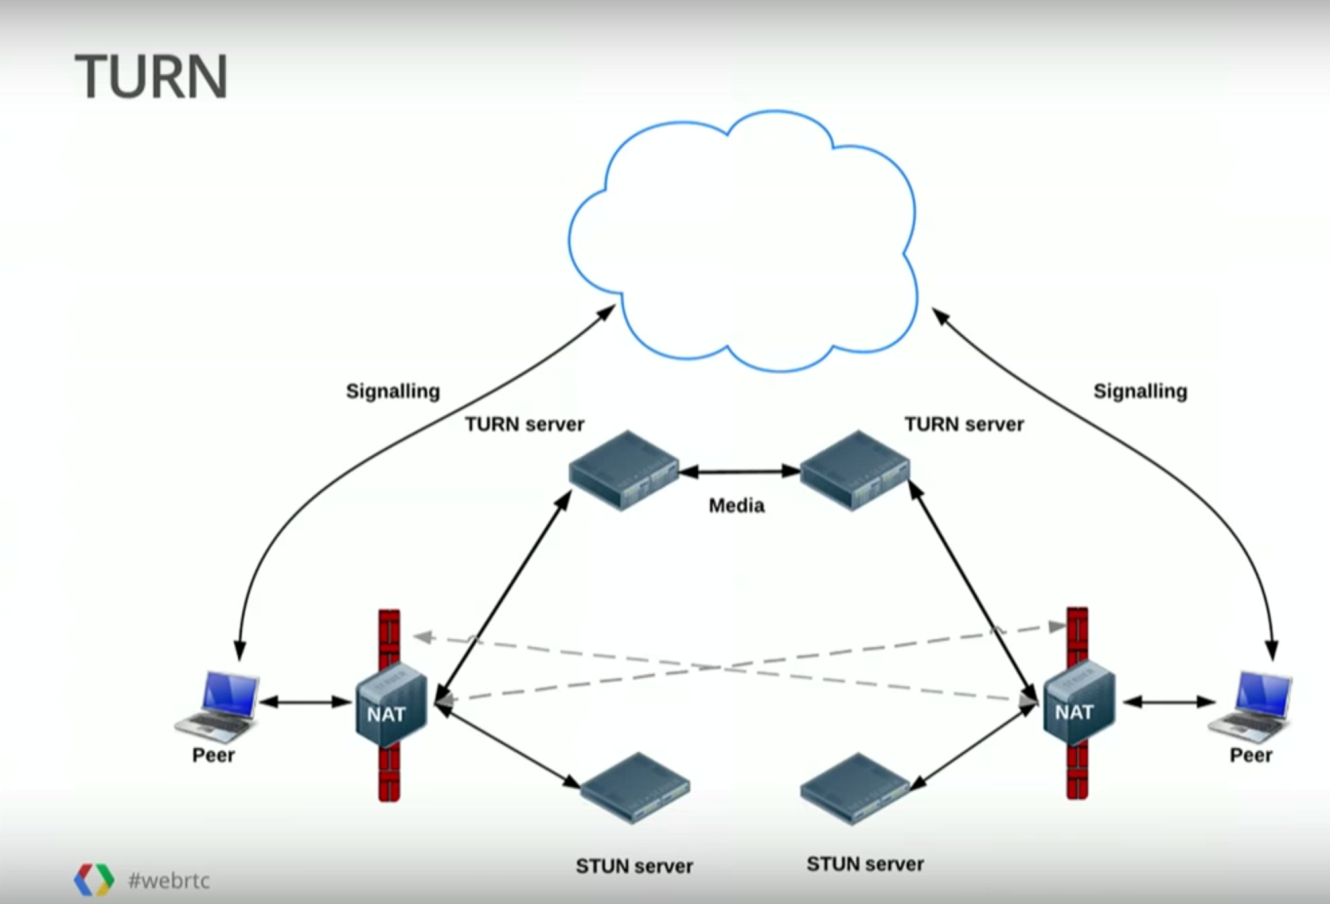 TURN
Signalling
Signalling
TURN server
TURN server
Media
NAT
NAT
Peer
Peer
STUN server
STUN server
#webrtc